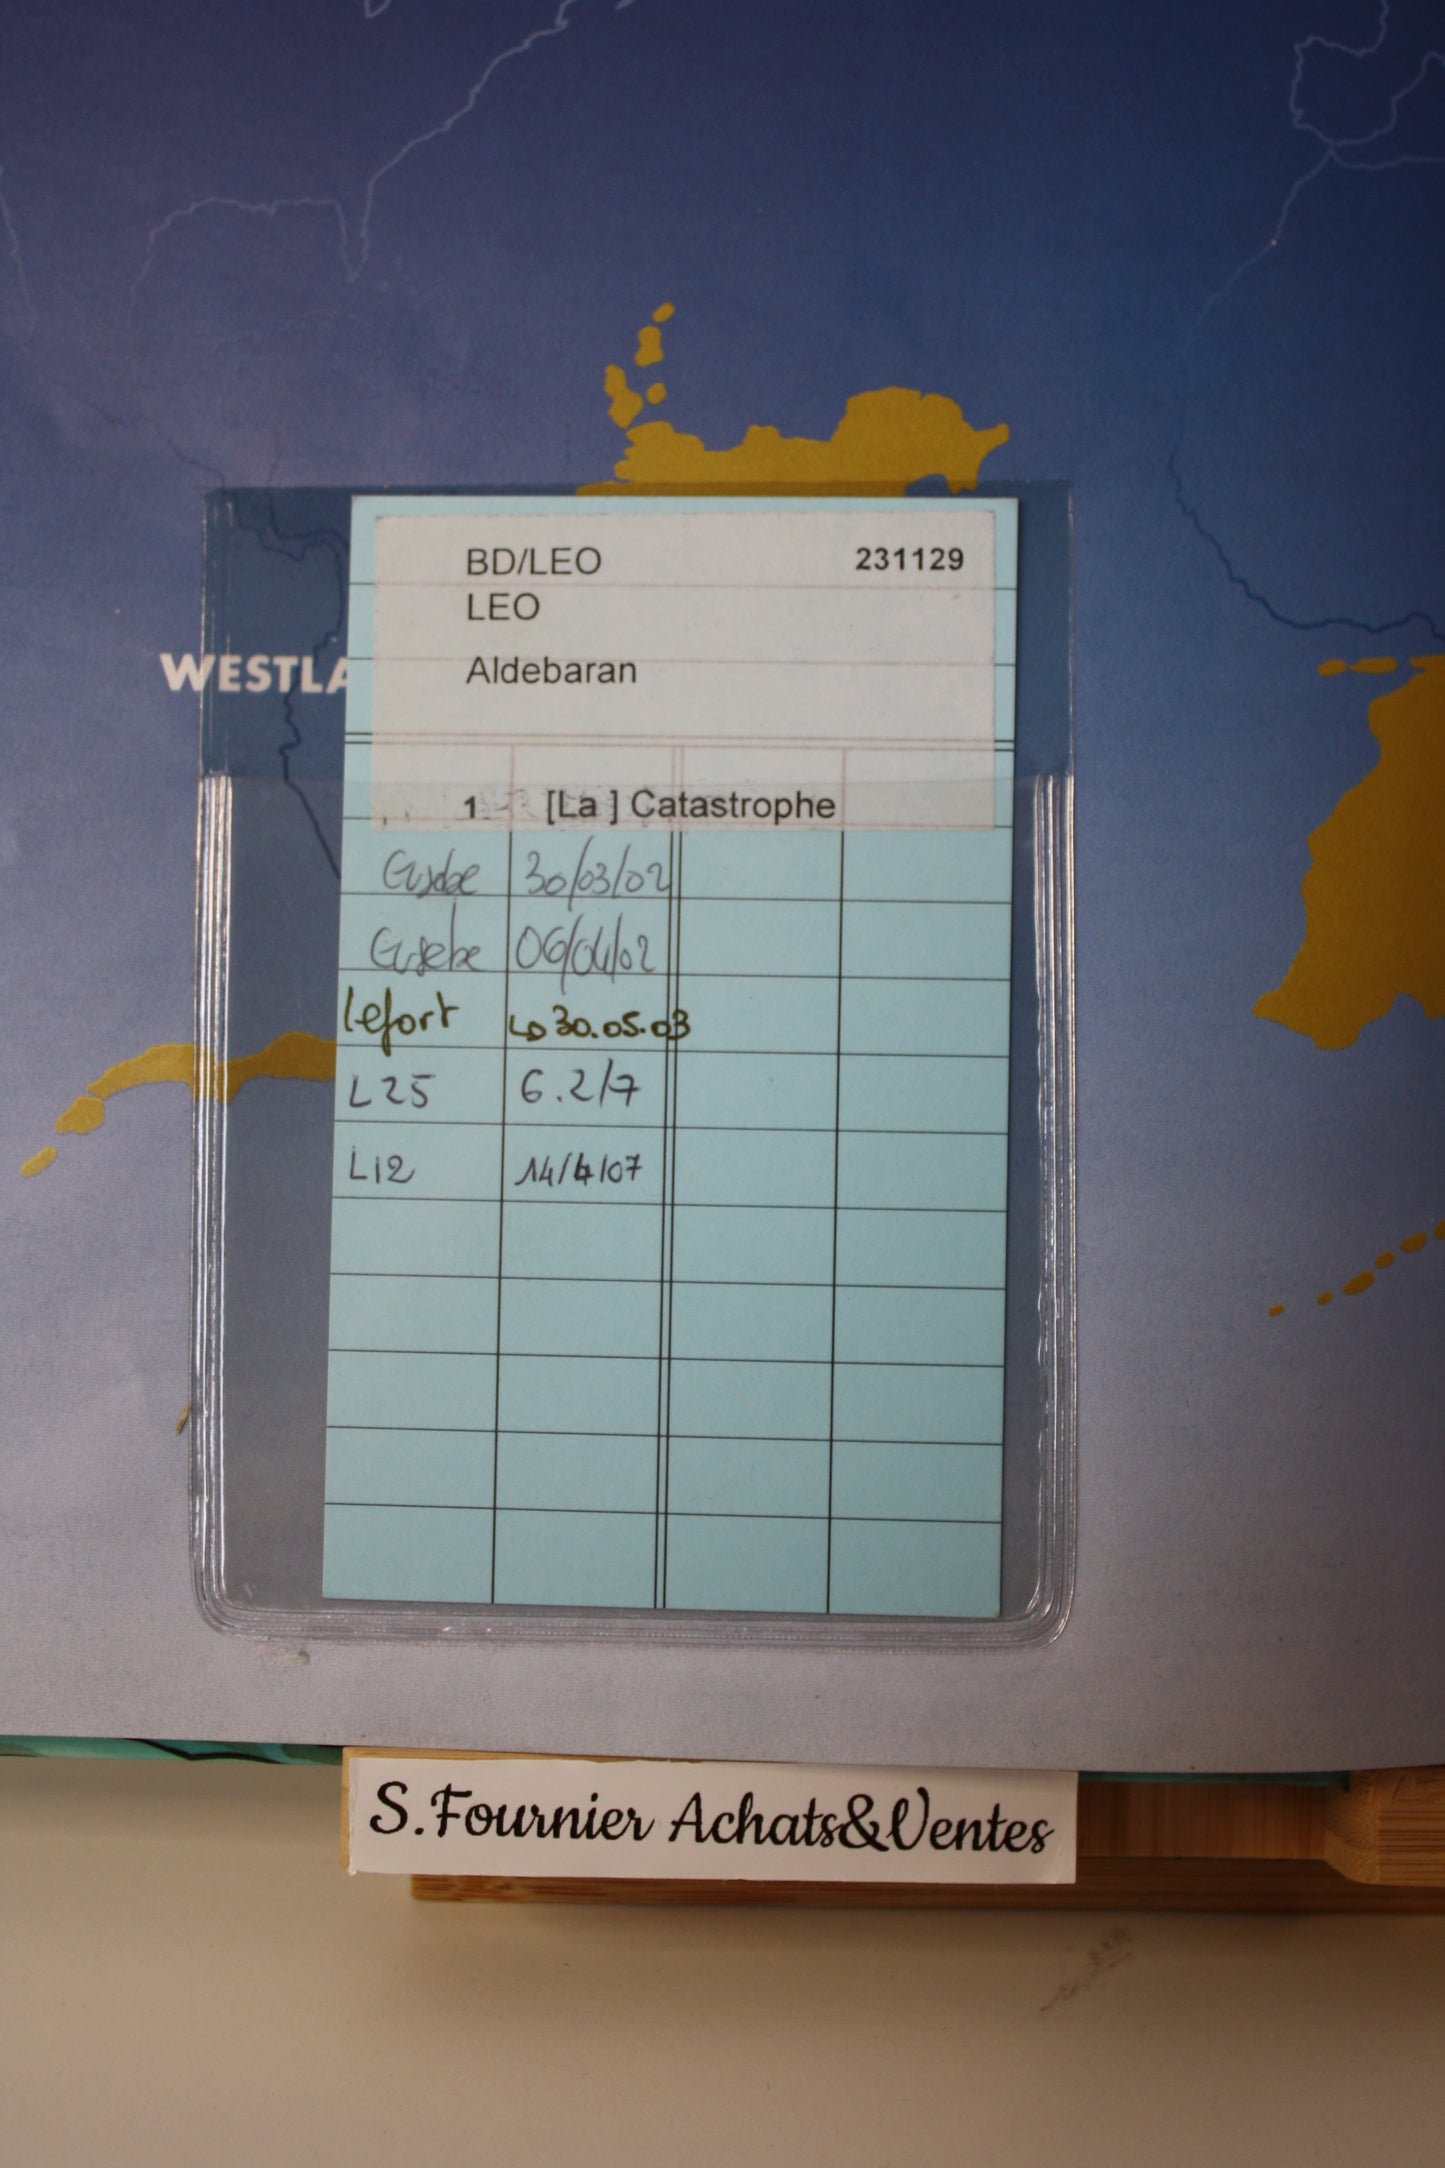 BD/LEO 231129
LEO
WESTLA
Aldebaran
1 [La ] Catastrophe
30/03/02
06/04/02
Lefort ↳ 30.05.03
L25 6.2/7
L12 14/4/07
S.Fournier Achats&Ventes